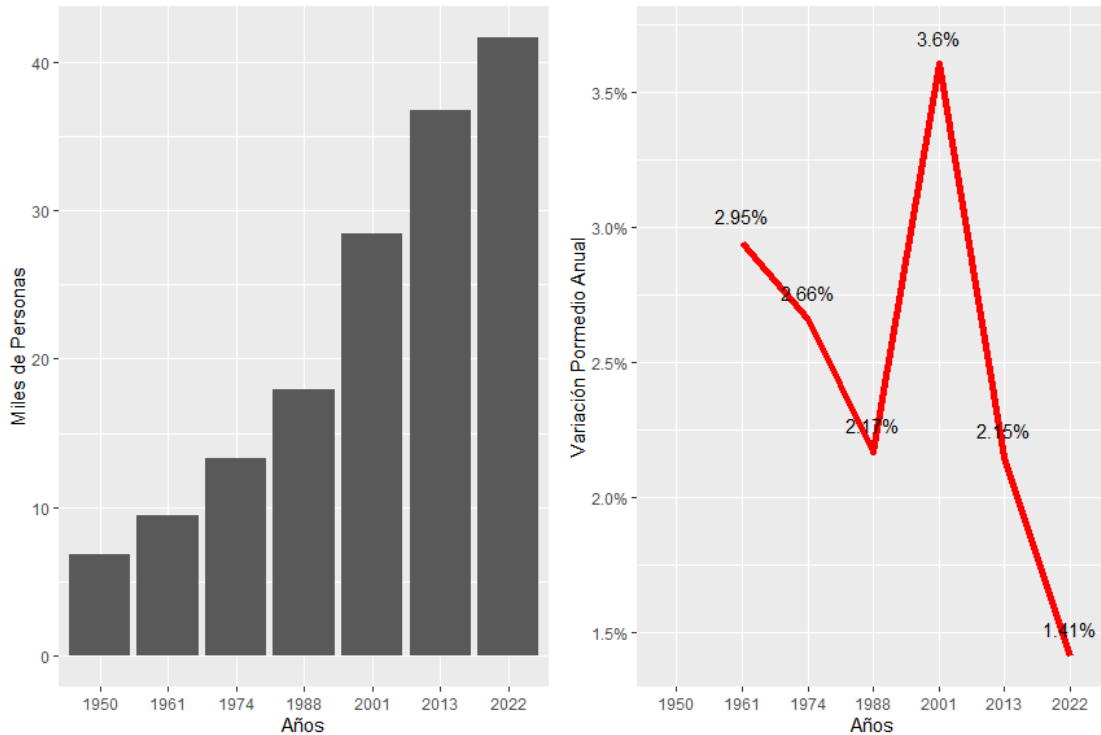 Miles de Personas
40
30
20
10
0
1950 1961 1974 1988 2001 2013 2022
Años
Variación Pormedio Anual
3.5%
3.0%
2.5%
2.0%
1.5%
2.95%
2.66%
2.17%
3.6%
2.15%
1.41%
1950 1961 1974 1988 2001 2013 2022
Años